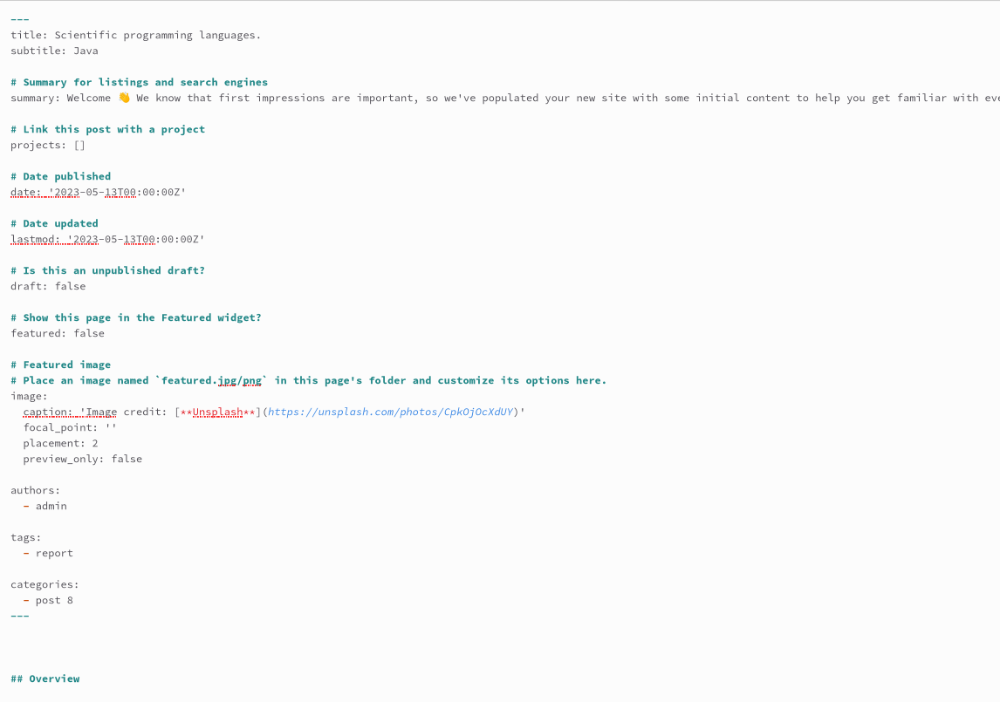 ---
title: Scientific programming languages.
subtitle: Java
# Summary for listings and search engines
summary: Welcome 👋 We know that first impressions are important, so we've populated your new site with some initial content to help you get familiar with
# Link this post with a project
projects: []
# Date published
date: '2023-05-13T00:00:00Z'
# Date updated
lastmod: '2023-05-13T00:00:00Z'
# Is this an unpublished draft?
draft: false
# Show this page in the Featured widget?
featured: false
# Featured image
# Place an image named `featured.jpg/png` in this page's folder and customize its options here.
image:
  caption: 'Image credit: [**Unsplash**](https://unsplash.com/photos/CpkOjOcXdUY)'
  focal_point: ''
  placement: 2
  preview_only: false
authors:
  - admin
tags:
  - report
categories:
  - post 8
---
## Overview